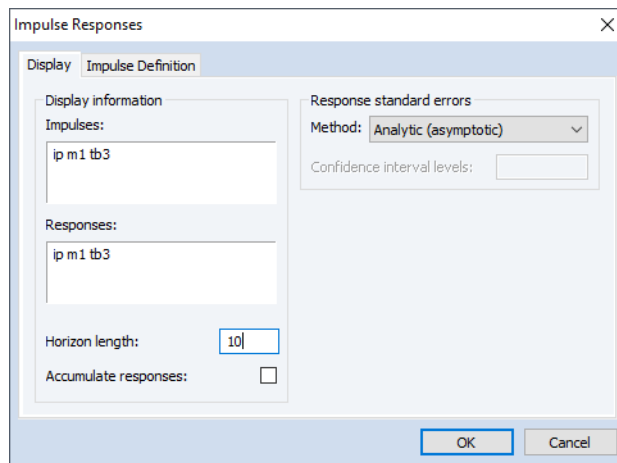 Impulse Responses
Display
Impulse Definition
Display information
Impulses:
ip m1 tb3
Responses:
ip m1 tb3
Horizon length: 10
Accumulate responses:
Response standard errors
Method: Analytic (asymptotic)
Confidence interval levels:
OK
Cancel